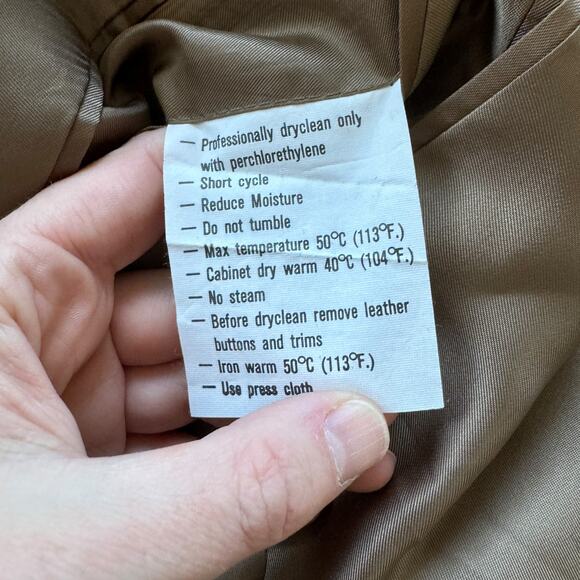 — Professionally dryclean only
with perchlorethylene
— Short cycle
— Reduce Moisture
— Do not tumble
— Max temperature 50°C (113°F.)
— Cabinet dry warm 40°C (104°F.)
— No steam
— Before dryclean remove leather
buttons and trims
— Iron warm 50°C (113°F.)
— Use press cloth